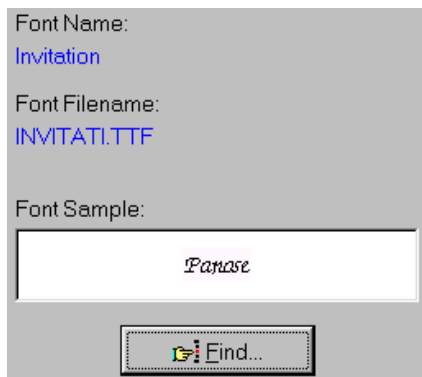 Font Name:
Invitation
Font Filename:
INVITATI.TTF
Font Sample:
Panose
Find...